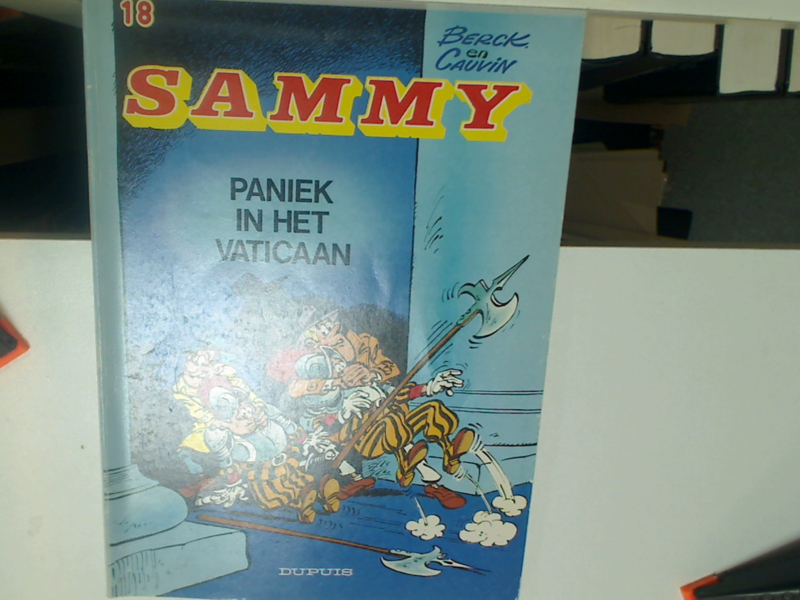 18
BERCK.
en
CAUVIN
SAMMY
PANIEK
IN HET
VATICAAN
DUPUIS